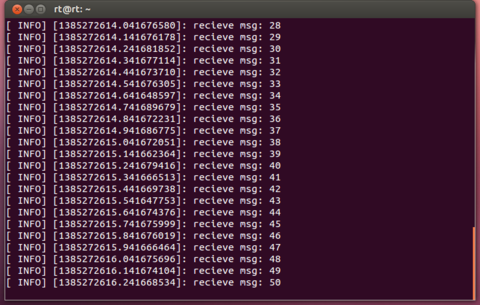 rt@rt: ~
[ INFO] [1385272614.041676580]: recieve msg: 28
[ INFO] [1385272614.141676178]: recieve msg: 29
[ INFO] [1385272614.241681852]: recieve msg: 30
[ INFO] [1385272614.341677114]: recieve msg: 31
[ INFO] [1385272614.441673710]: recieve msg: 32
[ INFO] [1385272614.541676305]: recieve msg: 33
[ INFO] [1385272614.641648597]: recieve msg: 34
[ INFO] [1385272614.741689679]: recieve msg: 35
[ INFO] [1385272614.841672231]: recieve msg: 36
[ INFO] [1385272614.941686775]: recieve msg: 37
[ INFO] [1385272615.041672051]: recieve msg: 38
[ INFO] [1385272615.141662364]: recieve msg: 39
[ INFO] [1385272615.241679416]: recieve msg: 40
[ INFO] [1385272615.341666513]: recieve msg: 41
[ INFO] [1385272615.441669738]: recieve msg: 42
[ INFO] [1385272615.541647753]: recieve msg: 43
[ INFO] [1385272615.641674376]: recieve msg: 44
[ INFO] [1385272615.741675999]: recieve msg: 45
[ INFO] [1385272615.841676019]: recieve msg: 46
[ INFO] [1385272615.941666464]: recieve msg: 47
[ INFO] [1385272616.041675696]: recieve msg: 48
[ INFO] [1385272616.141674104]: recieve msg: 49
[ INFO] [1385272616.241668534]: recieve msg: 50